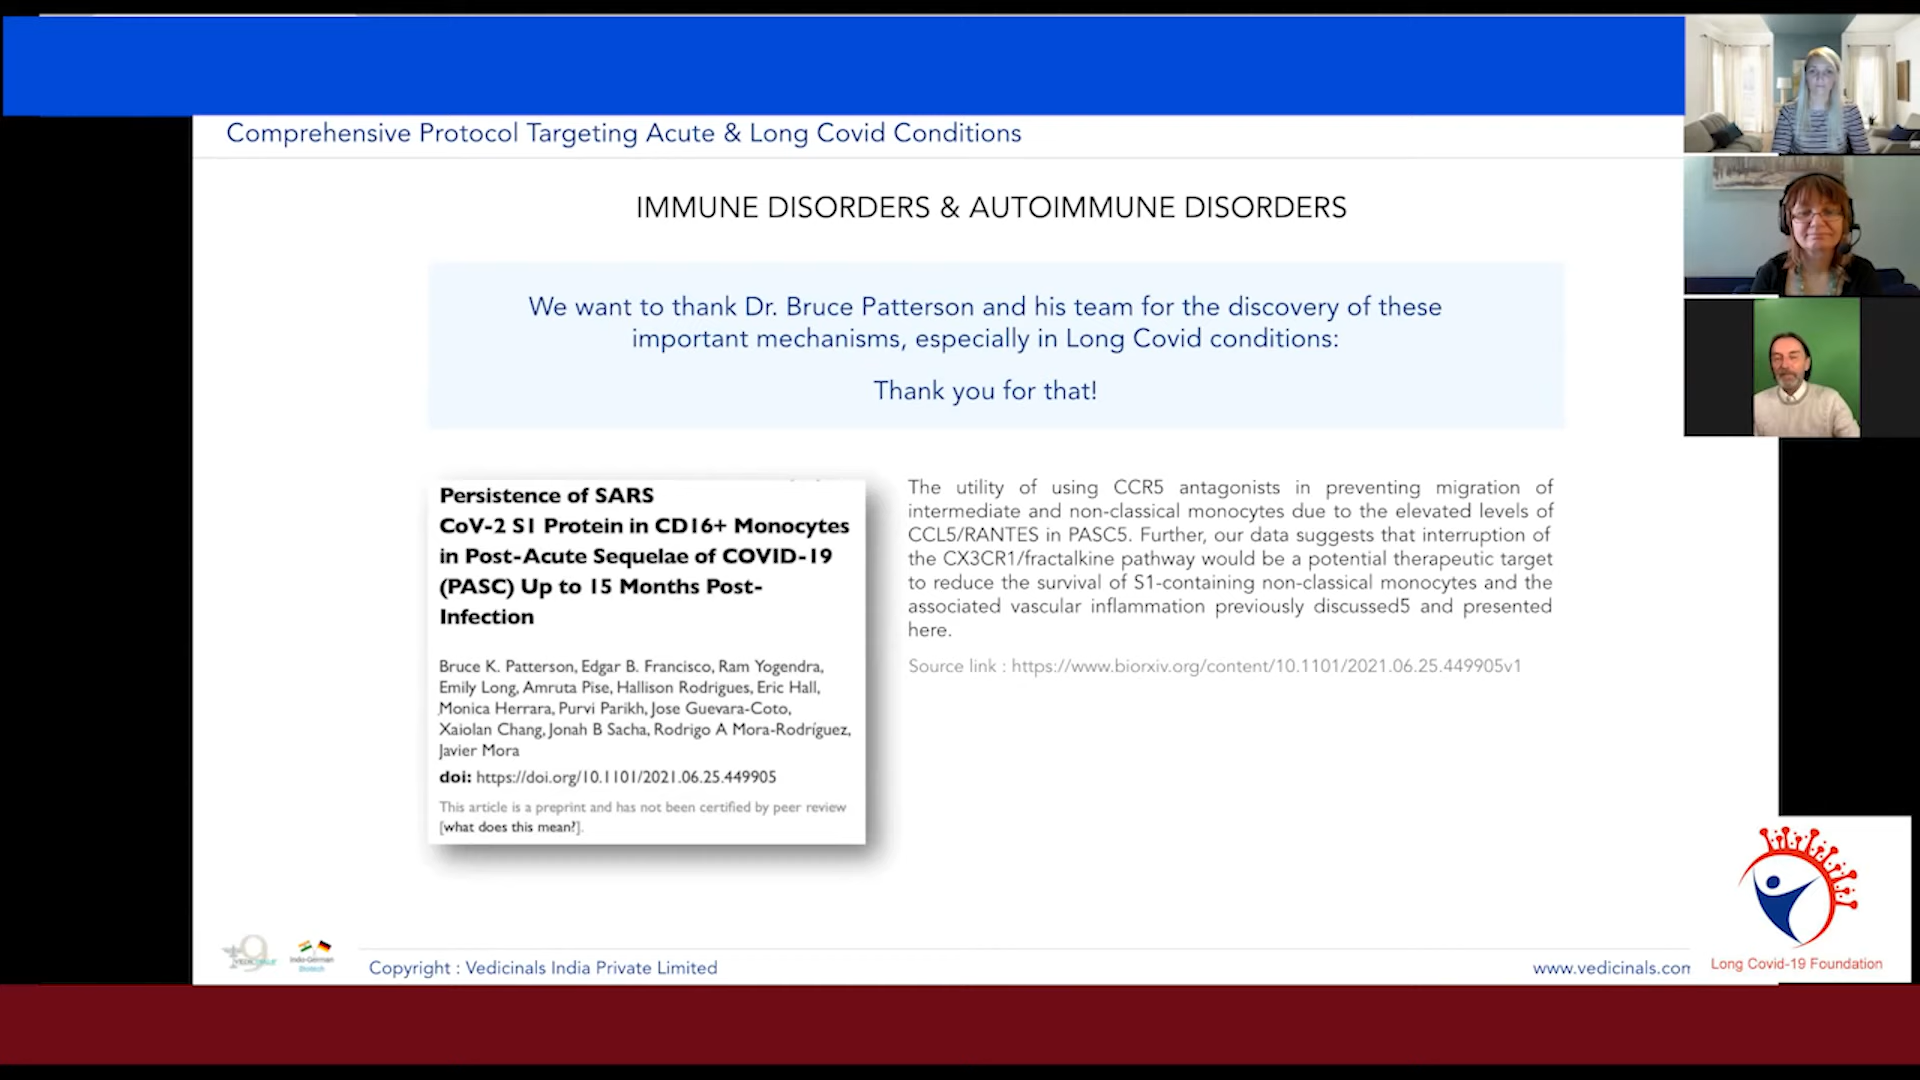 Comprehensive Protocol Targeting Acute & Long Covid Conditions
IMMUNE DISORDERS & AUTOIMMUNE DISORDERS
We want to thank Dr. Bruce Patterson and his team for the discovery of these
important mechanisms, especially in Long Covid conditions:
Thank you for that!
Persistence of SARS
CoV-2 S1 Protein in CD16+ Monocytes
in Post-Acute Sequelae of COVID-19
(PASC) Up to 15 Months Post-
Infection
Bruce K. Patterson, Edgar B. Francisco, Ram Yogendra,
Emily Long, Amruta Pise, Hallison Rodrigues, Eric Hall,
Monica Herrara, Purvi Parikh, Jose Guevara-Coto,
Xaiolan Chang, Jonah B Sacha, Rodrigo A Mora-Rodríguez,
Javier Mora
doi: https://doi.org/10.1101/2021.06.25.449905
This article is a preprint and has not been certified by peer review
[what does this mean?].
The utility of using CCR5 antagonists in preventing migration of
intermediate and non-classical monocytes due to the elevated levels of
CCL5/RANTES in PASC5. Further, our data suggests that interruption of
the CX3CR1/fractalkine pathway would be a potential therapeutic target
to reduce the survival of S1-containing non-classical monocytes and the
associated vascular inflammation previously discussed5 and presented
here.
Source link : https://www.biorxiv.org/content/10.1101/2021.06.25.449905v1
9
Indo-German
Biotech
Copyright : Vedicinals India Private Limited
www.vedicinals.com
Long Covid-19 Foundation